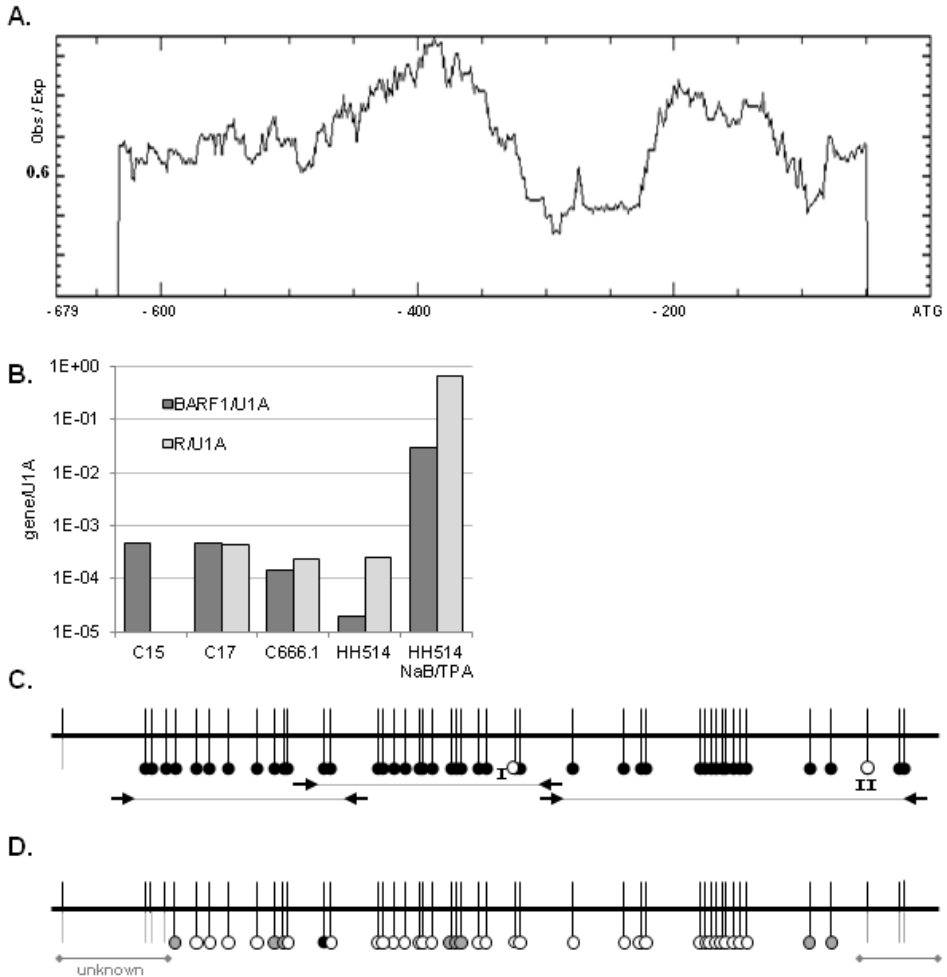 A.
Obs / Exp
0.6
-679
-600
-400
-200
ATG
B.
1E+00
1E-01
1E-02
1E-03
1E-04
1E-05
gene/U1A
BARF1/U1A
R/U1A
C15
C17
C666.1
HH514
HH514
NaB/TPA
C.
I
II
D.
unknown